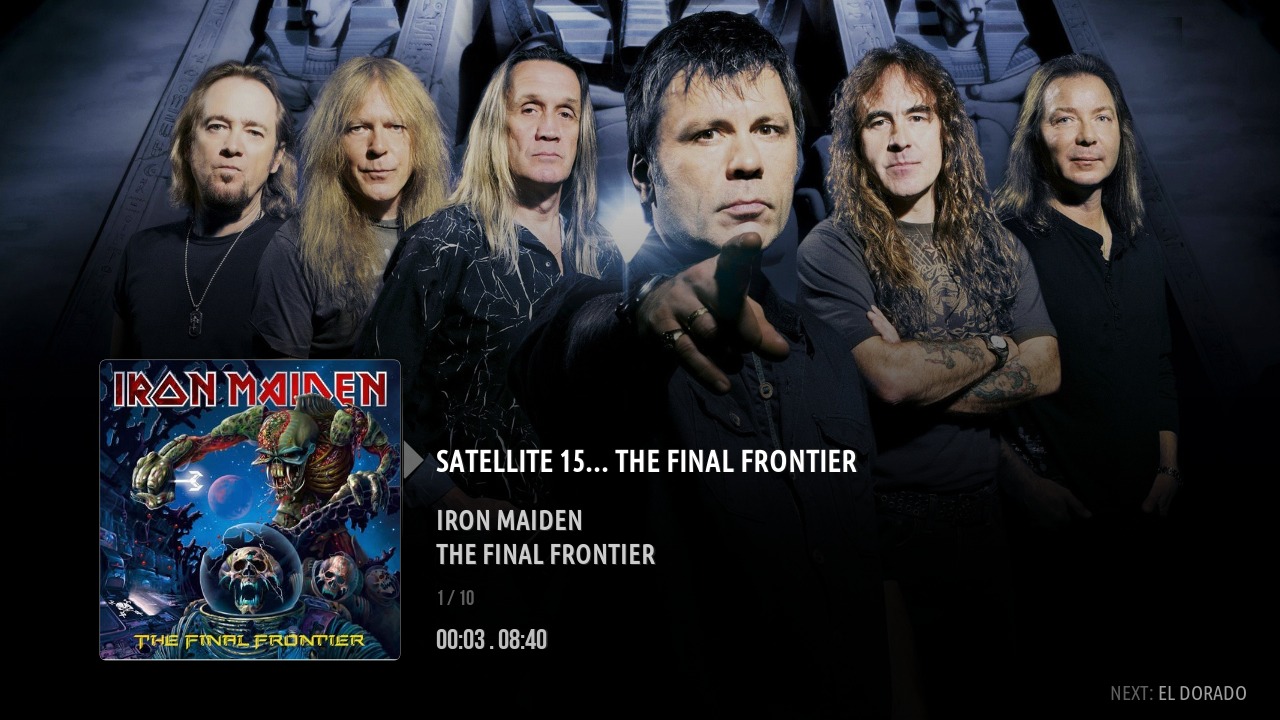 IRON MAIDEN
THE FINAL FRONTIER
SATELLITE 15... THE FINAL FRONTIER
IRON MAIDEN
THE FINAL FRONTIER
1 / 10
00:03 . 08:40
NEXT: EL DORADO